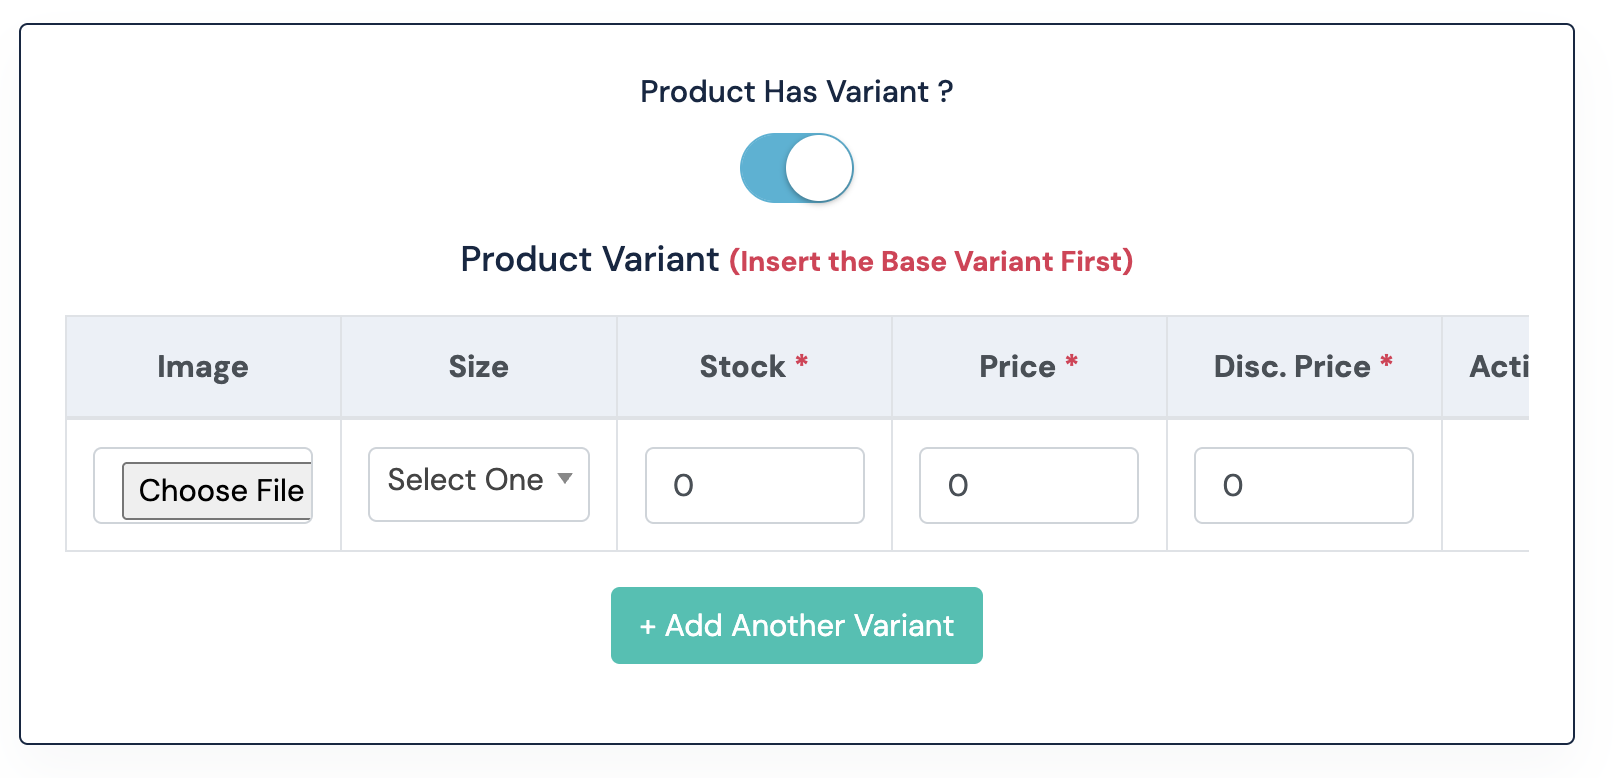 Product Has Variant ?
Product Variant (Insert the Base Variant First)
Image Size Stock * Price * Disc. Price * Acti
Choose File Select One 0 0 0
+ Add Another Variant